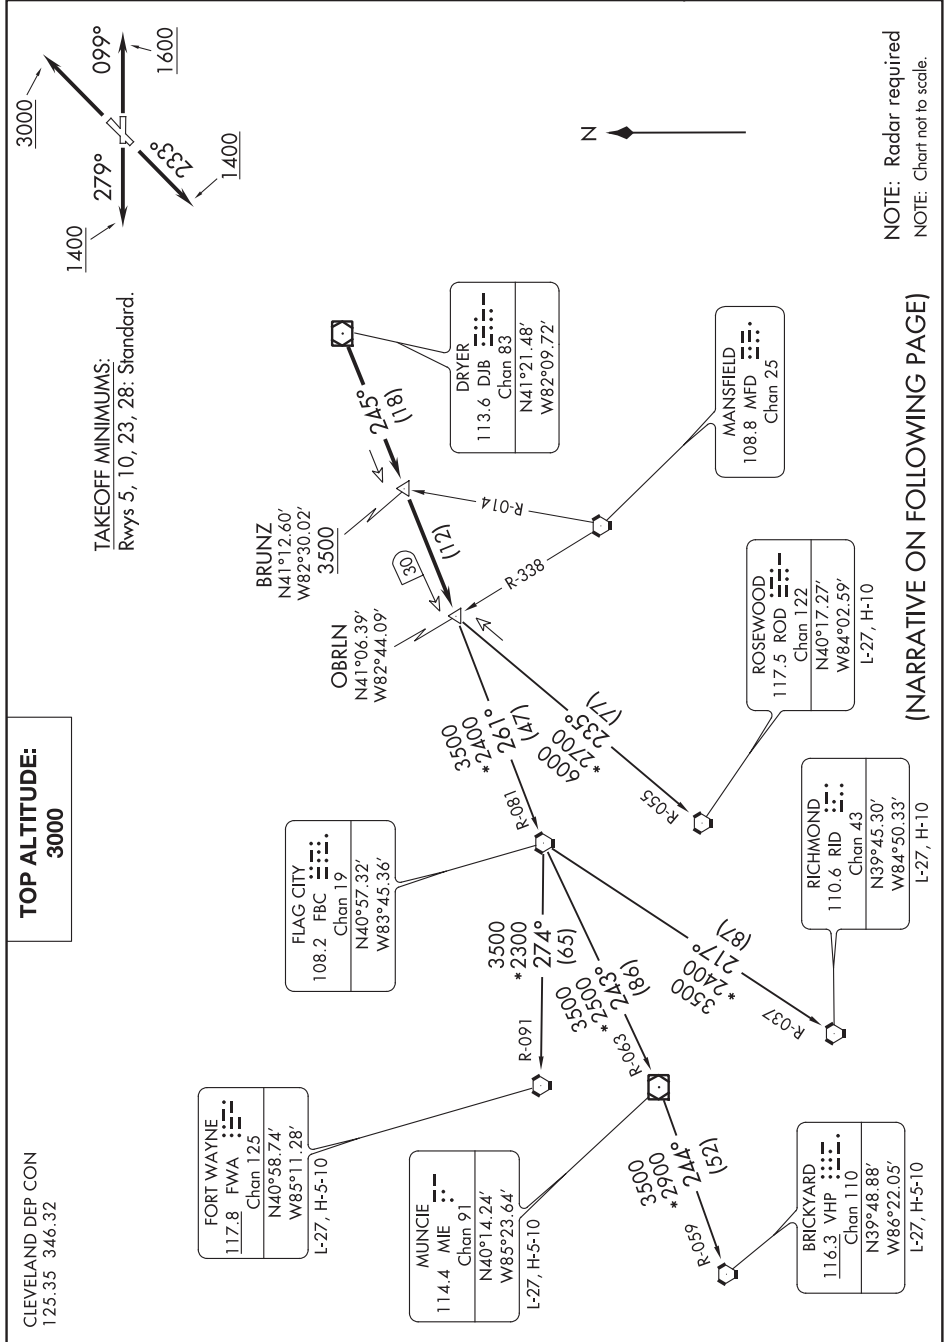 CLEVELAND DEP CON
125.35 346.32
TOP ALTITUDE:
3000
TAKEOFF MINIMUMS:
Rwys 5, 10, 23, 28: Standard.
3000
099°
1600
279°
1400
233°
1400
N
BRUNZ
N41°12.60'
W82°30.02'
3500
OBRLN
N41°06.39'
W82°44.09'
DRYER
113.6 DJB
Chan 83
N41°21.48'
W82°09.72'
245°
(18)
(12)
30
R-014
R-338
MANSFIELD
108.8 MFD
Chan 25
ROSEWOOD
117.5 ROD
Chan 122
N40°17.27'
W84°02.59'
L-27, H-10
3500
*2400
261°
(47)
R-081
6000
*2700
235°
(77)
R-055
FLAG CITY
108.2 FBC
Chan 19
N40°57.32'
W83°45.36'
3500
*2300
274°
(65)
R-091
3500
*2500
243°
(86)
R-063
3500
*2400
217°
(87)
R-037
RICHMOND
110.6 RID
Chan 43
N39°45.30'
W84°50.33'
L-27, H-10
FORT WAYNE
117.8 FWA
Chan 125
N40°58.74'
W85°11.28'
L-27, H-5-10
MUNCIE
114.4 MIE
Chan 91
N40°14.24'
W85°23.64'
L-27, H-5-10
3500
*2900
244°
(52)
R-059
BRICKYARD
116.3 VHP
Chan 110
N39°48.88'
W86°22.05'
L-27, H-5-10
NOTE: Radar required
NOTE: Chart not to scale.
(NARRATIVE ON FOLLOWING PAGE)